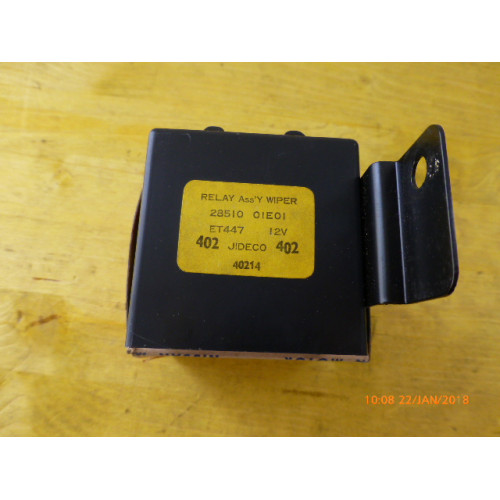 RELAY Ass'Y WIPER
28510 01E01
ET447 12V
402 JIDECO 402
40214
10:08 22/JAN/2018